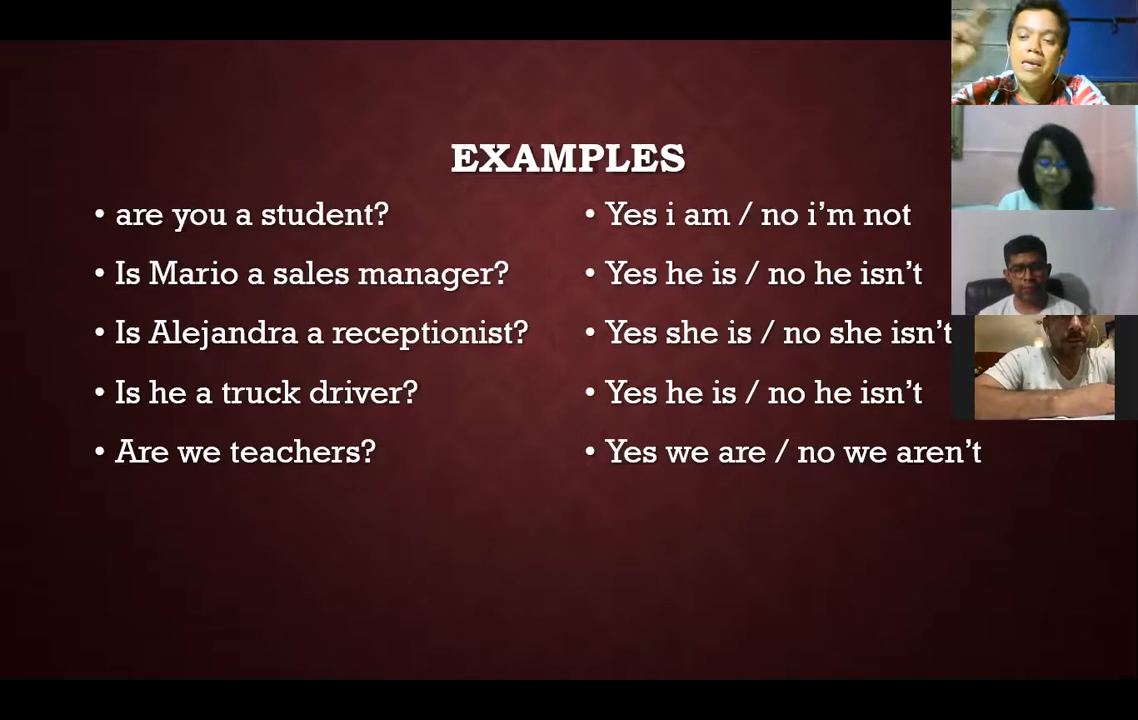 EXAMPLES
• are you a student?
• Yes i am / no i’m not
• Is Mario a sales manager?
• Yes he is / no he isn’t
• Is Alejandra a receptionist?
• Yes she is / no she isn’t
• Is he a truck driver?
• Yes he is / no he isn’t
• Are we teachers?
• Yes we are / no we aren’t